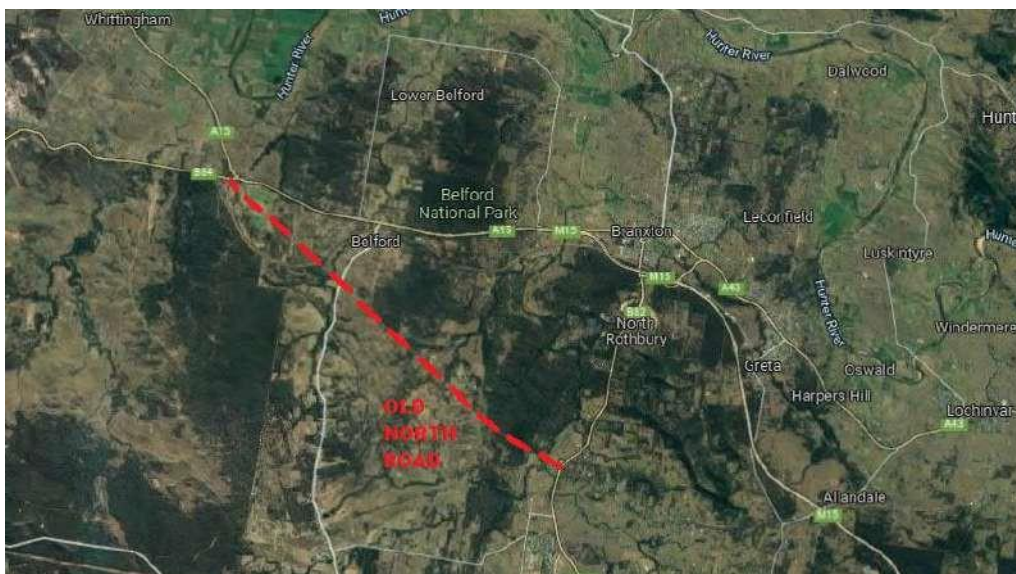 Whittingham
Hunter River
Hunter River
Dalwood
Lower Belford
Hunt
A15
B84
Belford
National Park
A15
M15
Branxton
Leconfield
Belford
Luskintyre
Hunte
M15
A43
B82
North
Rothbury
Hunter River
Windermere
Greta
Oswald
Harpers Hill
OLD
NORTH
ROAD
Lochinvar
A43
Allandale
M15